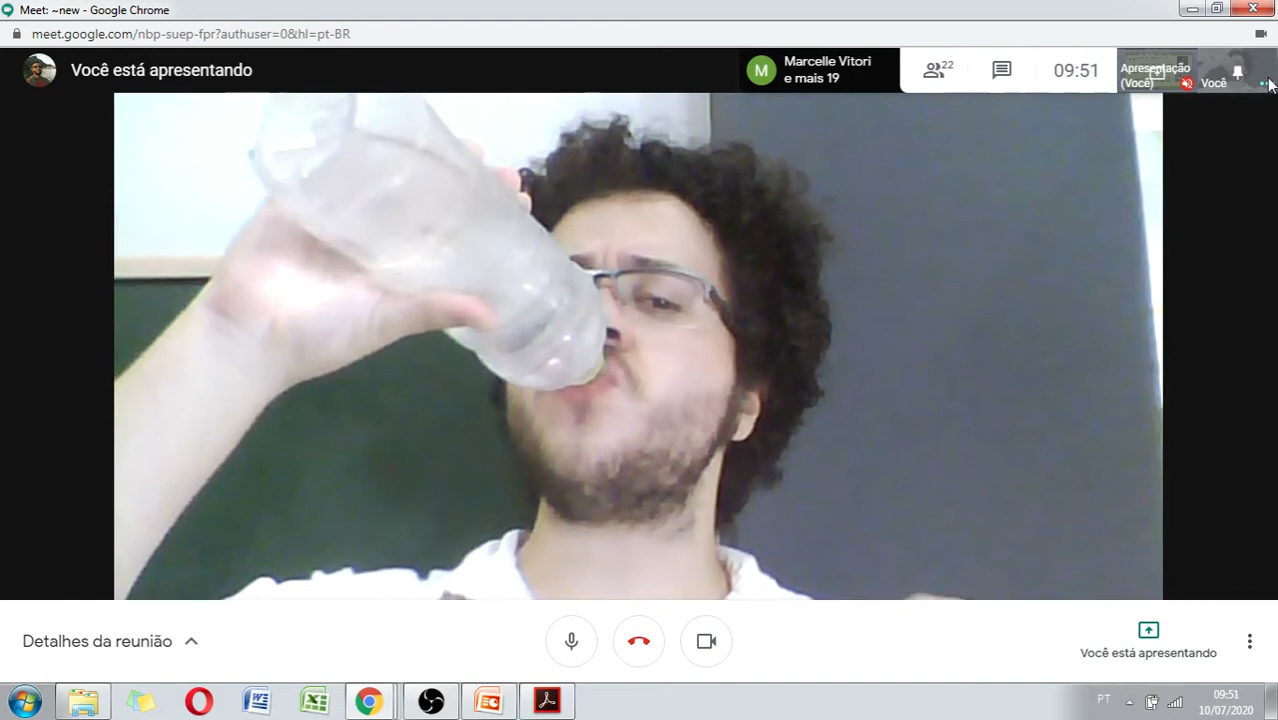 Meet: ~new - Google Chrome
meet.google.com/nbp-suep-fpr?authuser=0&hl=pt-BR
Você está apresentando
M
Marcelle Vitori
e mais 19
22
09:51
Apresentação
(Você)
Você
Detalhes da reunião
Você está apresentando
PT
09:51
10/07/2020